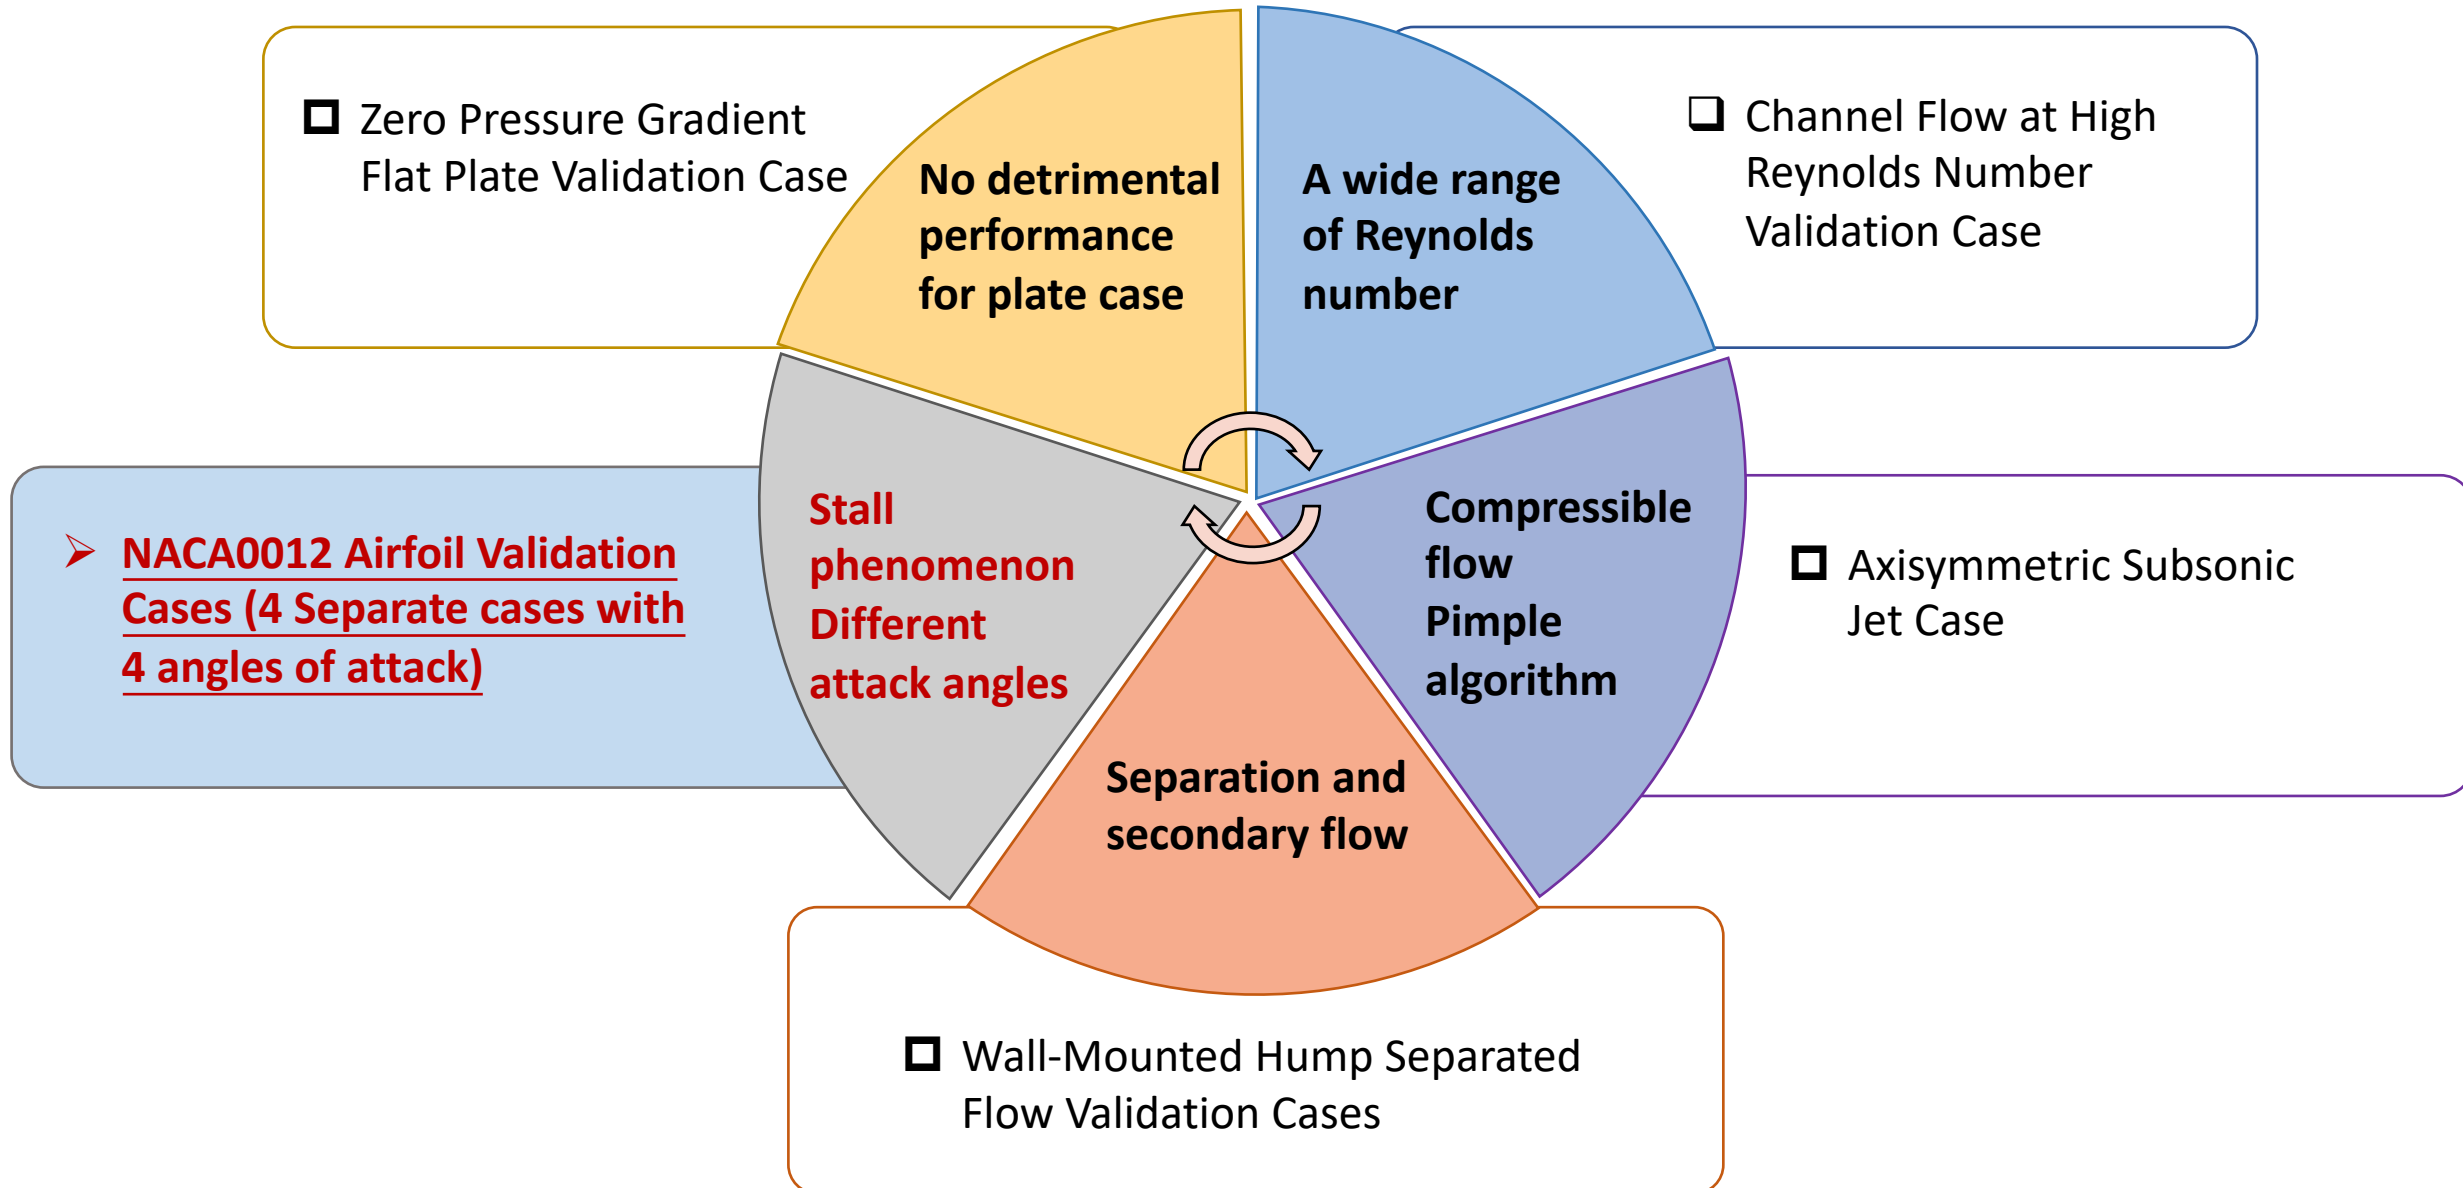 Zero Pressure Gradient
Flat Plate Validation Case
No detrimental
performance
for plate case
A wide range
of Reynolds
number
Channel Flow at High
Reynolds Number
Validation Case
NACA0012 Airfoil Validation
Cases (4 Separate cases with
4 angles of attack)
Stall
phenomenon
Different
attack angles
Compressible
flow
Pimple
algorithm
Axisymmetric Subsonic
Jet Case
Separation and
secondary flow
Wall-Mounted Hump Separated
Flow Validation Cases